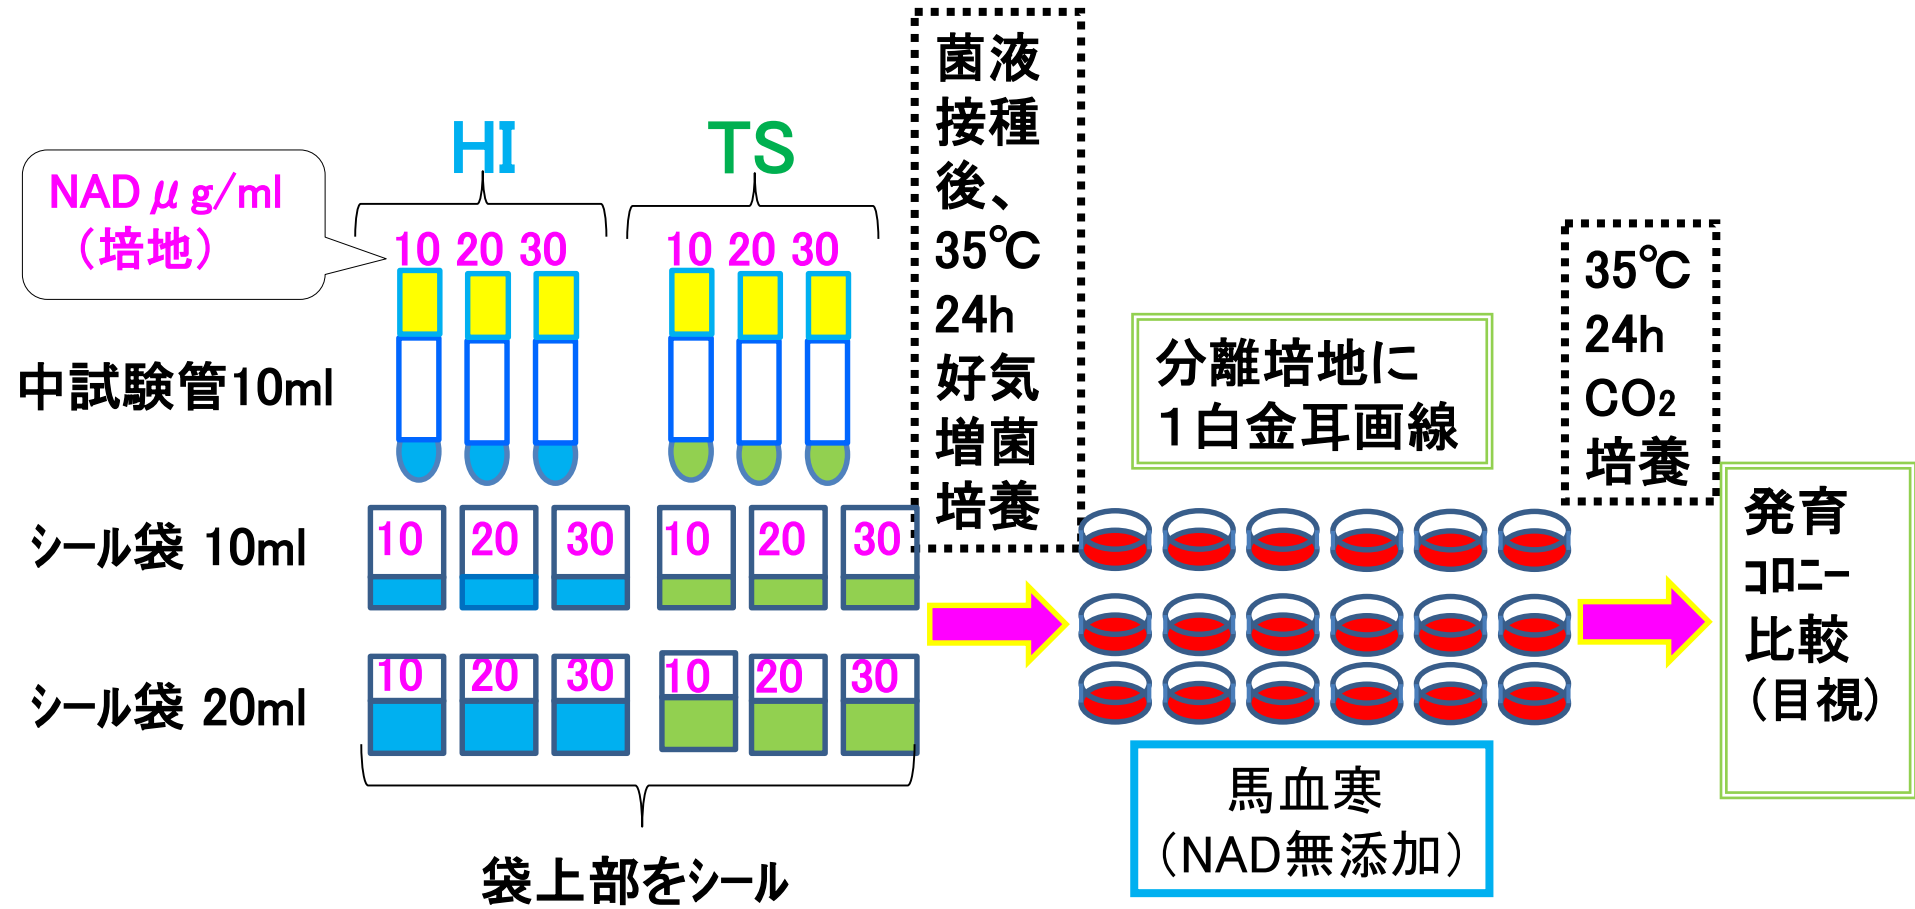 HI
TS
NADμg/ml
（培地）
10 20 30
10 20 30
中試験管10ml
シール袋 10ml
10 20 30
10 20 30
シール袋 20ml
10 20 30
10 20 30
袋上部をシール
菌液
接種
後、
35℃
24h
好気
増菌
培養
分離培地に
１白金耳画線
馬血寒
（NAD無添加）
35℃
24h
CO₂
培養
発育
コロニー
比較
（目視）